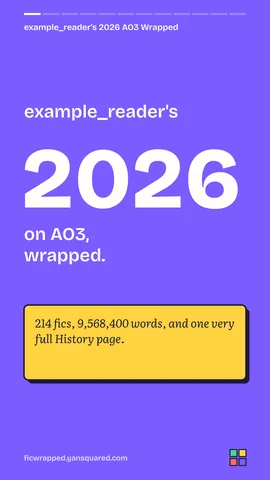 example_reader's 2026 AO3 Wrapped
example_reader's
2026
on AO3,
wrapped.
214 fics, 9,568,400 words, and one very
full History page.
ficwrapped.yansquared.com